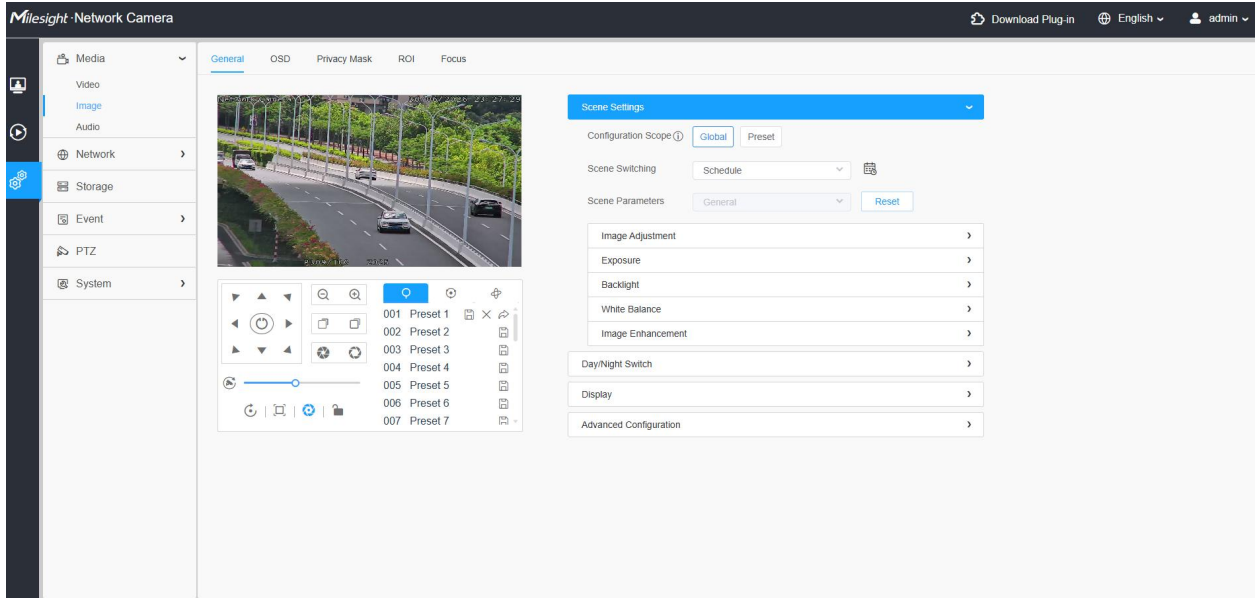 Milesight·Network Camera
Download Plug-in
English
admin
Media
Video
Image
Audio
Network
Storage
Event
PTZ
System
General OSD Privacy Mask ROI Focus
23:27:29
001 Preset 1
002 Preset 2
003 Preset 3
004 Preset 4
005 Preset 5
006 Preset 6
007 Preset 7
Scene Settings
Configuration Scope Global Preset
Scene Switching Schedule
Scene Parameters General Reset
Image Adjustment
Exposure
Backlight
White Balance
Image Enhancement
Day/Night Switch
Display
Advanced Configuration